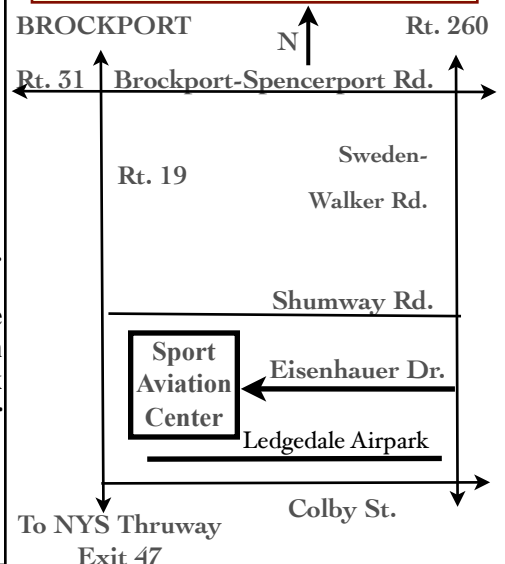 BROCKPORT
N
Rt. 260
Rt. 31
Brockport-Spencerport Rd.
Rt. 19
Sweden-
Walker Rd.
Shumway Rd.
Sport
Aviation
Center
Eisenhauer Dr.
Ledgedale Airpark
Colby St.
To NYS Thruway
Exit 47